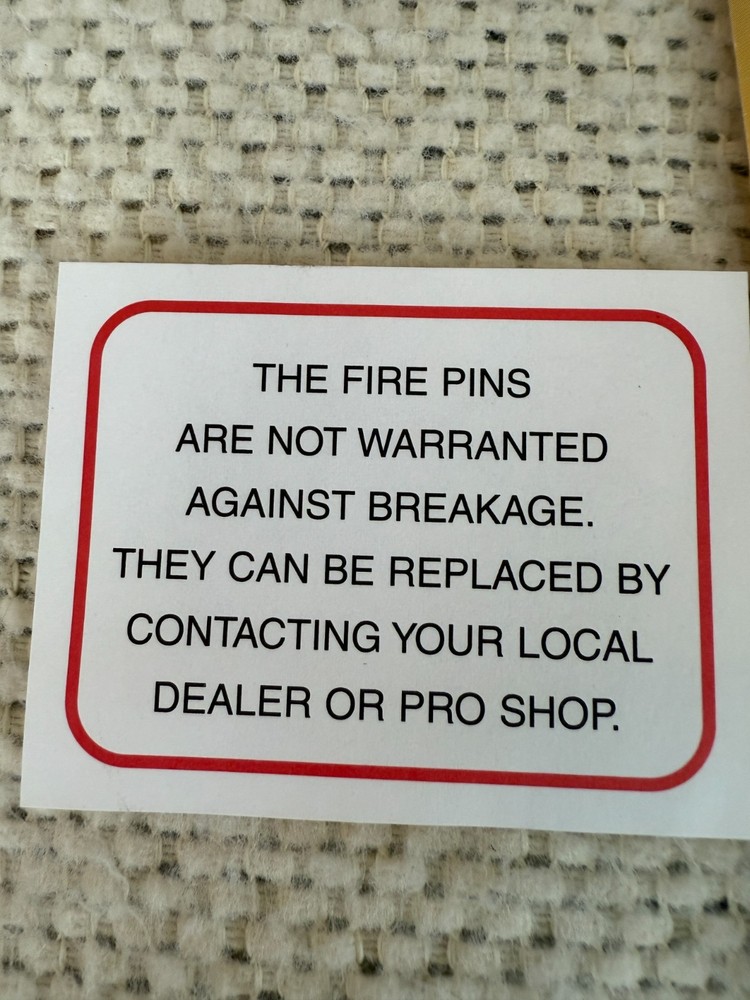 THE FIRE PINS
ARE NOT WARRANTED
AGAINST BREAKAGE.
THEY CAN BE REPLACED BY
CONTACTING YOUR LOCAL
DEALER OR PRO SHOP.